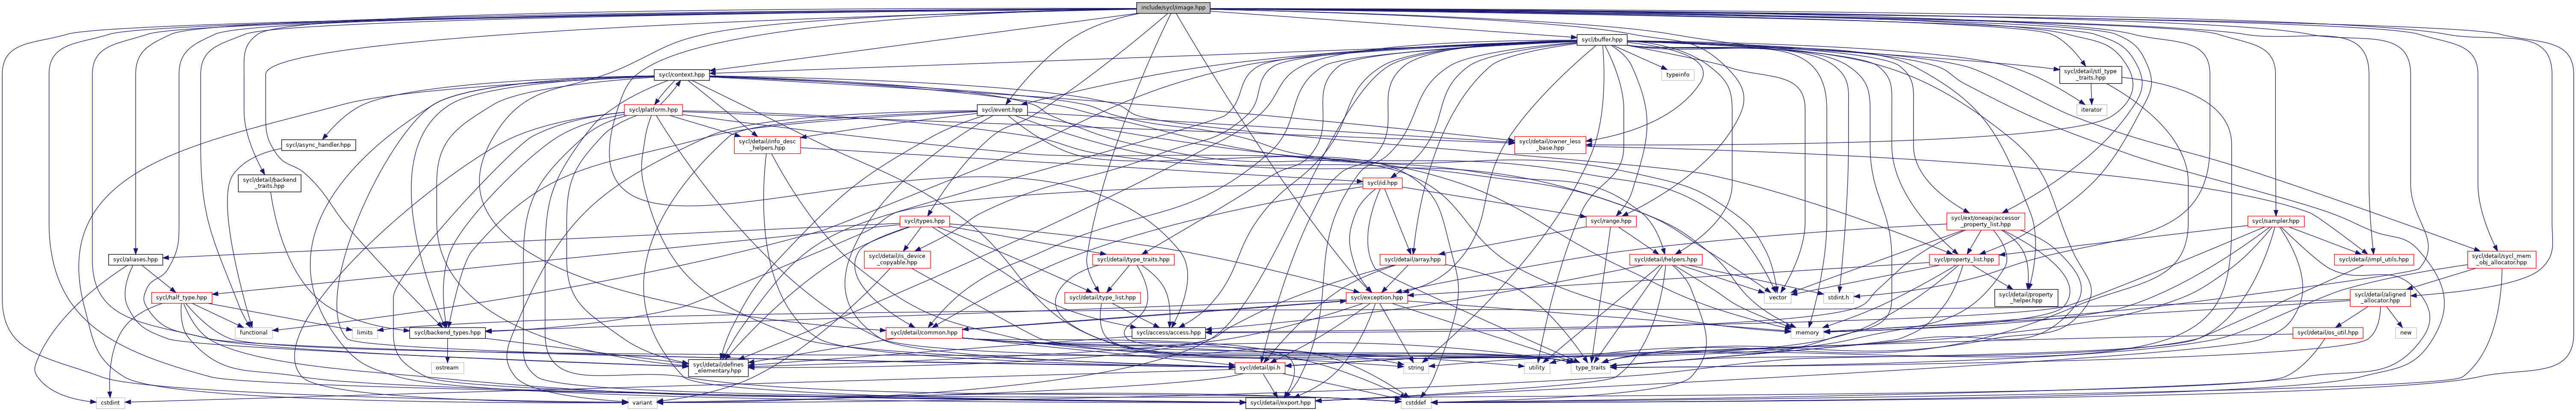 include/sycl/image.hpp
sycl/buffer.hpp
sycl/context.hpp
typeinfo
sycl/detail/stl_type
_traits.hpp
sycl/platform.hpp
sycl/event.hpp
iterator
sycl/async_handler.hpp
sycl/detail/info_desc
_helpers.hpp
sycl/detail/owner_less
_base.hpp
sycl/detail/backend
_traits.hpp
sycl/id.hpp
sycl/types.hpp
sycl/range.hpp
sycl/ext/oneapi/accessor
_property_list.hpp
sycl/sampler.hpp
sycl/aliases.hpp
sycl/detail/is_device
_copyable.hpp
sycl/detail/type_traits.hpp
sycl/detail/array.hpp
sycl/detail/helpers.hpp
sycl/property_list.hpp
sycl/detail/impl_utils.hpp
sycl/detail/sycl_mem
_obj_allocator.hpp
sycl/half_type.hpp
sycl/detail/type_list.hpp
sycl/exception.hpp
vector
stdint.h
sycl/detail/property
_helper.hpp
sycl/detail/aligned
_allocator.hpp
functional
limits
sycl/backend_types.hpp
sycl/detail/common.hpp
sycl/access/access.hpp
memory
sycl/detail/os_util.hpp
new
ostream
sycl/detail/defines
_elementary.hpp
sycl/detail/pi.h
string
utility
type_traits
cstdint
variant
sycl/detail/export.hpp
cstddef